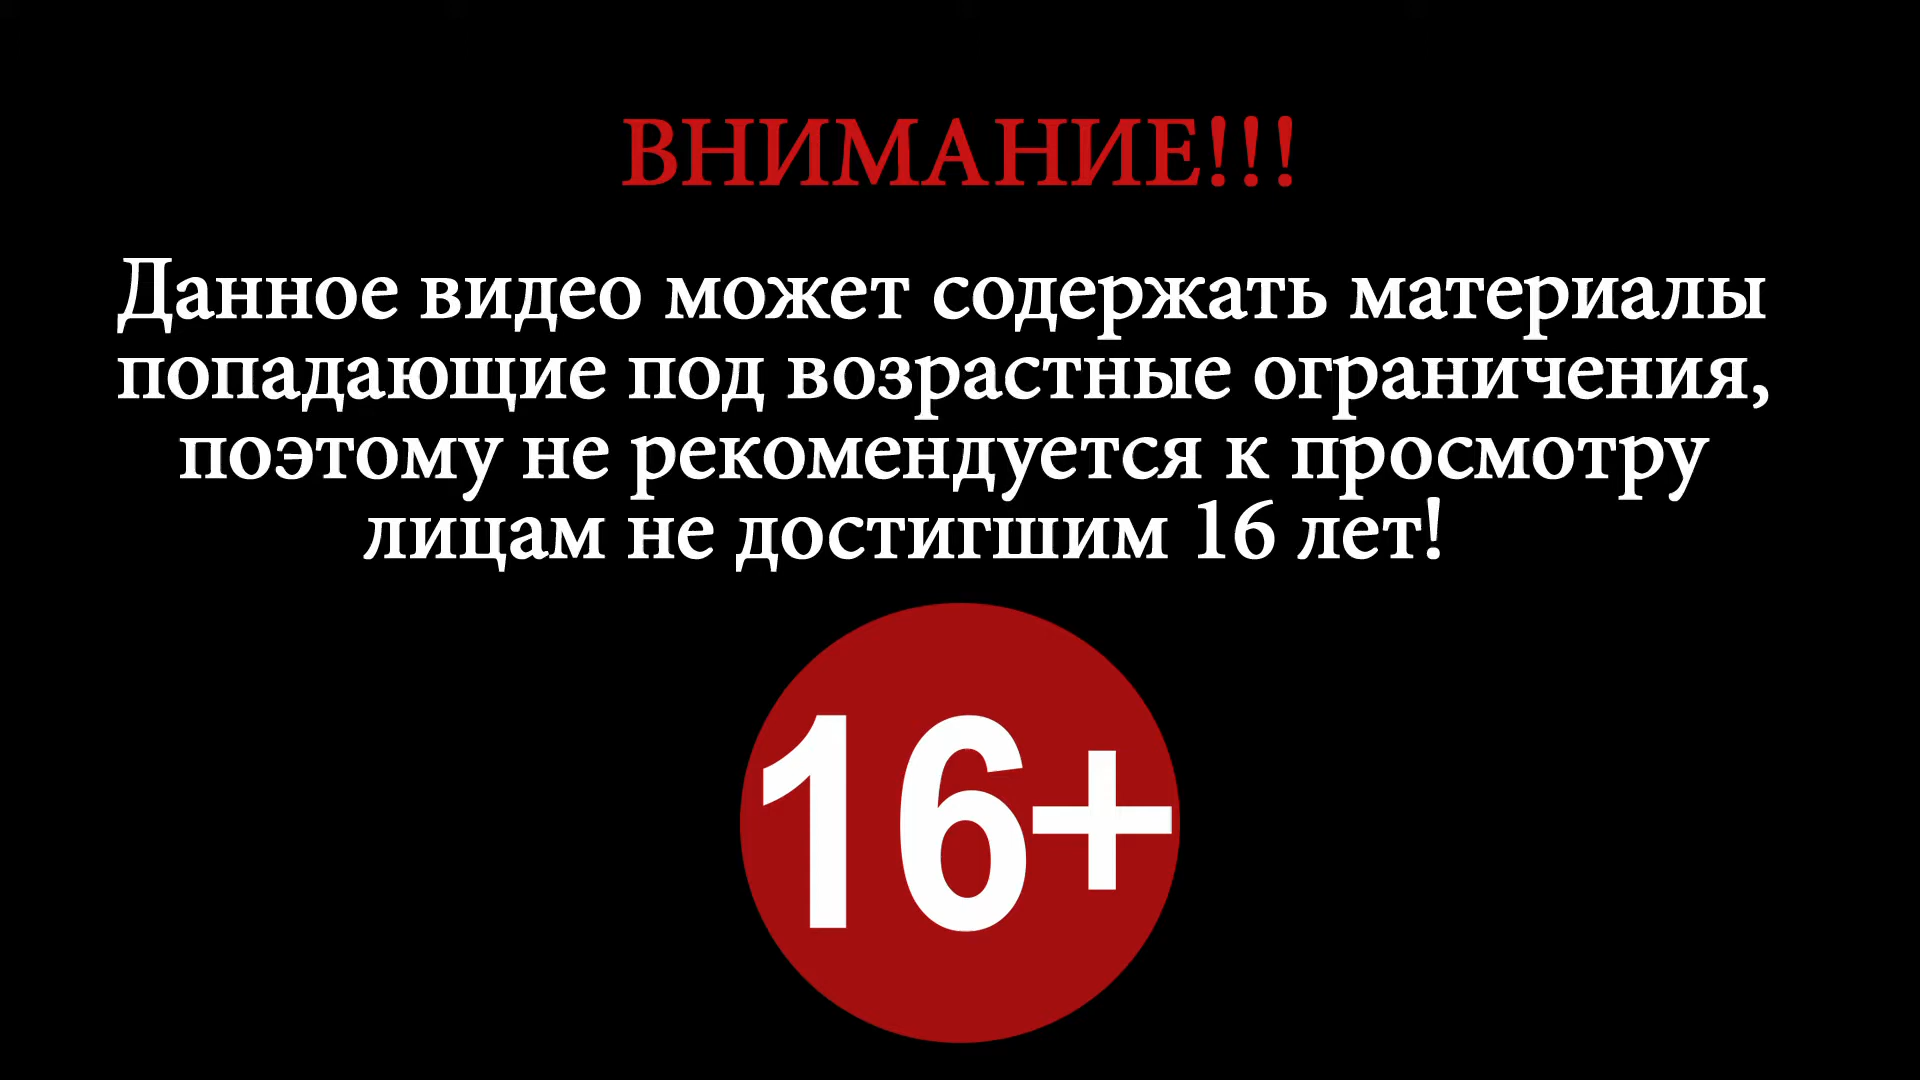 ВНИМАНИЕ!!!
Данное видео может содержать материалы
попадающие под возрастные ограничения,
поэтому не рекомендуется к просмотру
лицам не достигшим 16 лет!
16+